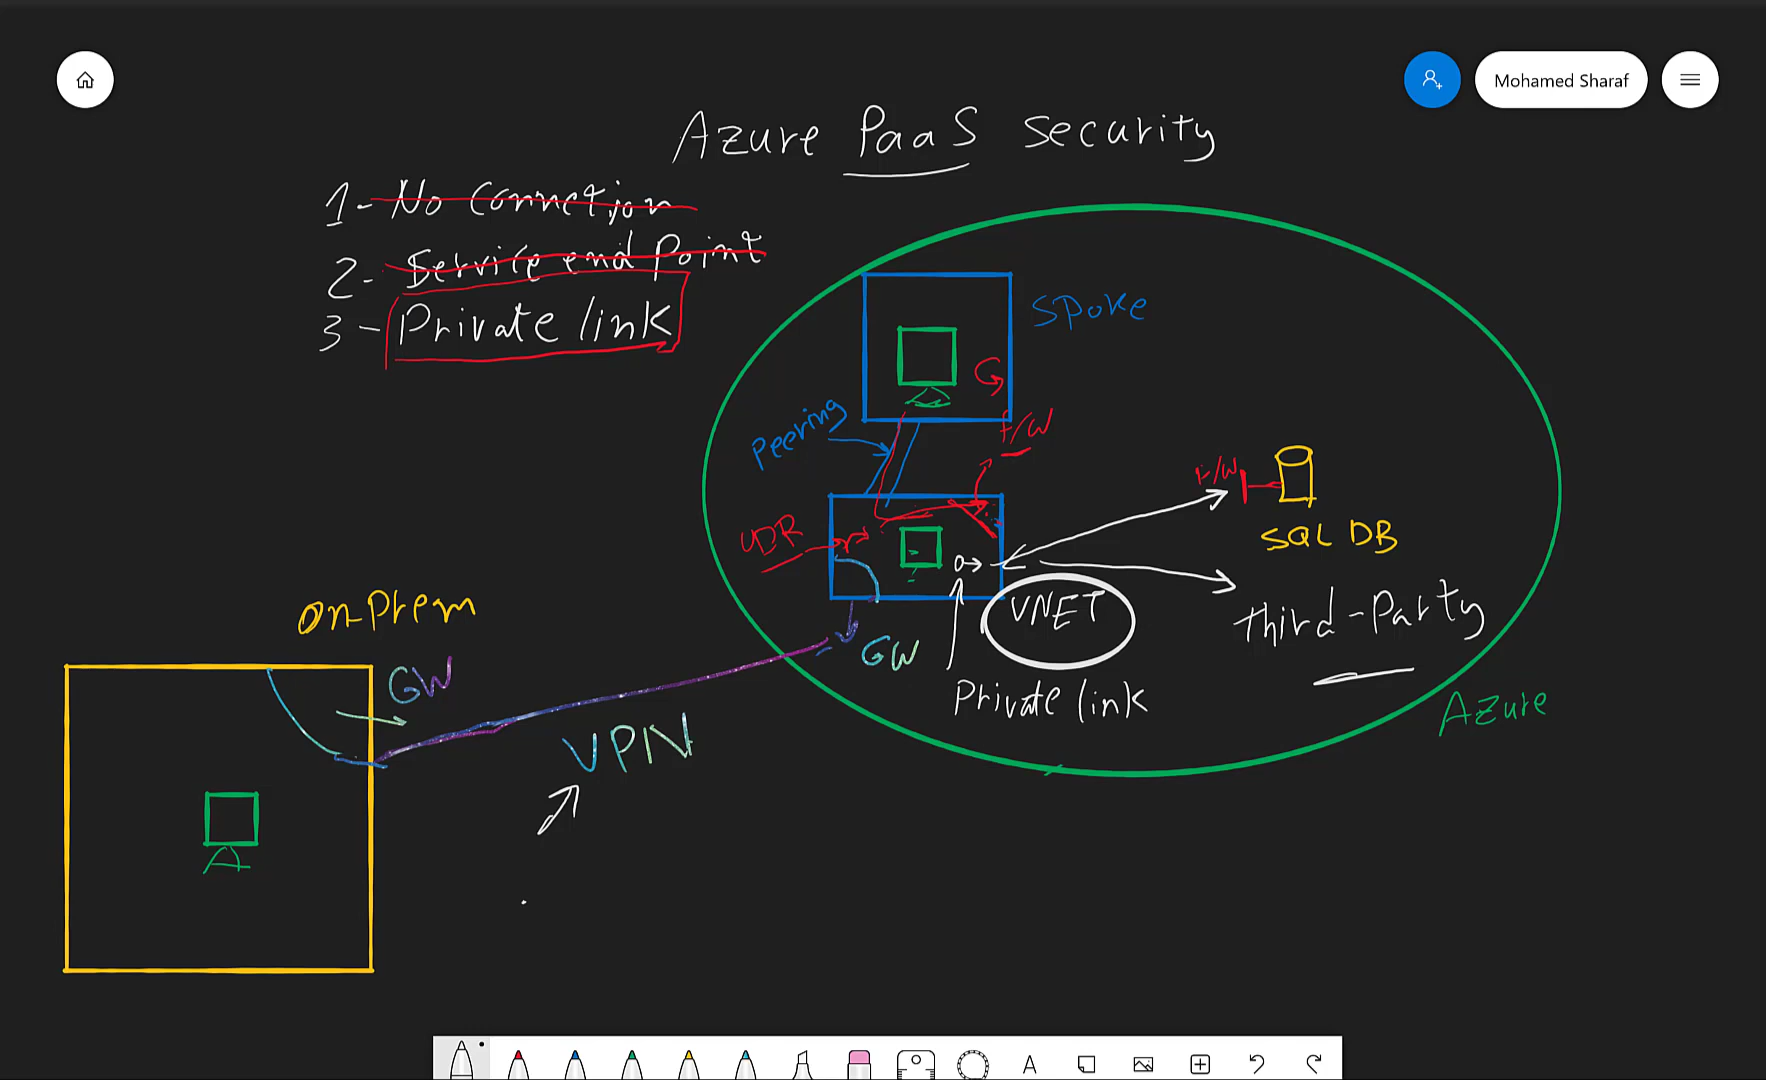 Mohamed Sharaf
Azure PaaS security
1- No Connection
2- Service end Point
3- Private link
SPoke
Peering
F/W
F/W
SQL DB
UDR
VNET
Third-Party
GW
Private link
Azure
on-Prem
GW
VPN
A